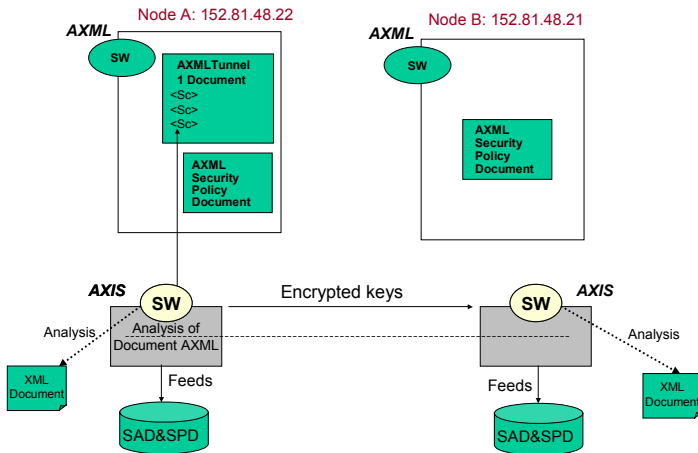 Node A: 152.81.48.22
Node B: 152.81.48.21
AXML
SW
AXMLTunnel
1 Document
<Sc>
<Sc>
<Sc>
AXML
Security
Policy
Document
AXML
SW
AXML
Security
Policy
Document
AXIS
SW
Encrypted keys
SW
AXIS
Analysis
Analysis of
Document AXML
Analysis
XML
Document
Feeds
Feeds
XML
Document
SAD&SPD
SAD&SPD